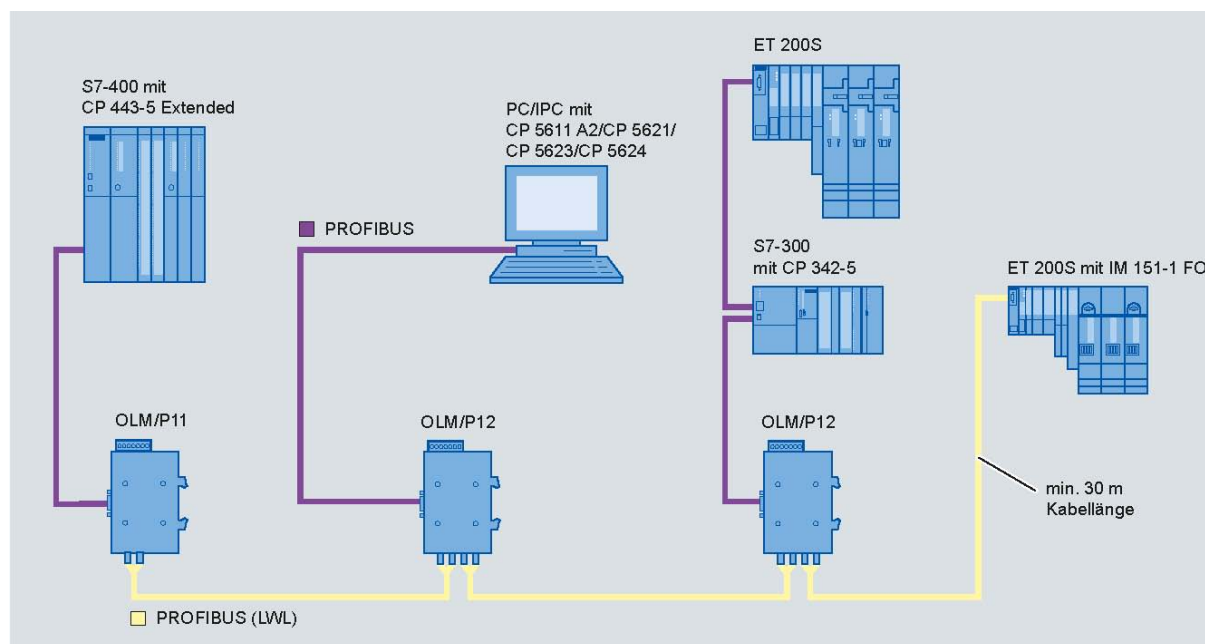 ET 200S
S7-400 mit
CP 443-5 Extended
PC/IPC mit
CP 5611 A2/CP 5621/
CP 5623/CP 5624
PROFIBUS
S7-300
mit CP 342-5
ET 200S mit IM 151-1 FO
OLM/P11
OLM/P12
OLM/P12
min. 30 m
Kabellänge
PROFIBUS (LWL)